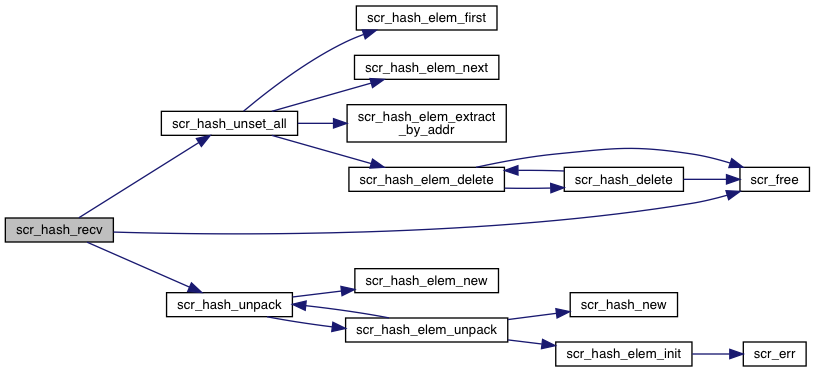 scr_hash_elem_first
scr_hash_elem_next
scr_hash_unset_all
scr_hash_elem_extract
_by_addr
scr_hash_elem_delete
scr_hash_delete
scr_free
scr_hash_recv
scr_hash_elem_new
scr_hash_unpack
scr_hash_new
scr_hash_elem_unpack
scr_hash_elem_init
scr_err